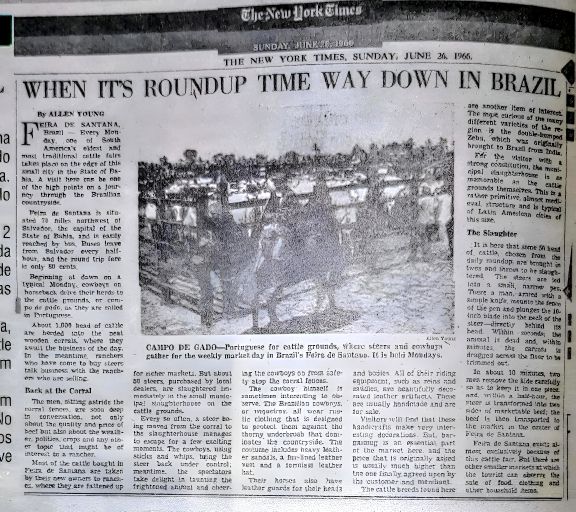 The New York Times
SUNDAY, JUNE 26, 1966
THE NEW YORK TIMES, SUNDAY, JUNE 26, 1966.
WHEN IT'S ROUNDUP TIME WAY DOWN IN BRAZIL
By ALLEN YOUNG
FEIRA DE SANTANA,
Brazil — Every Mon-
day, one of South
America's oldest and
most traditional cattle fairs
takes place on the edge of this
small city in the State of Ba-
hia. A visit here can be one
of the high points on a jour-
ney through the Brazilian
countryside.
Feira de Santana is situ-
ated 70 miles northwest of
Salvador, the capital of the
State of Bahia, and is easily
reached by bus. Buses leave
from Salvador every half-
hour, and the round trip fare
is only 80 cents.
Beginning at dawn on a
typical Monday, cowboys on
horseback drive their herds to
the cattle grounds, or cam-
po de gado, as they are called
in Portuguese.
About 1,000 head of cattle
are herded into the neat
wooden corrals, where they
await the business of the day.
In the meantime, ranchers
who have come to buy steers
talk business with the ranch-
ers who are selling.
Back at the Corral
The men, sitting astride the
corral fences, are soon deep
in conversation, not only
about the quality and price of
beef but also about the weath-
er, politics, crops and any oth-
er topic that might be of
interest to a rancher.
Most of the cattle bought in
Feira de Santana are taken
by their new owners to ranch-
es, where they are fattened up
Allen Young
CAMPO DE GADO—Portuguese for cattle grounds, where steers and cowboys
gather for the weekly market day in Brazil's Feira de Santana. It is held Mondays.
for richer markets. But about
50 steers, purchased by local
dealers, are slaughtered im-
mediately in the small munic-
ipal slaughterhouse on the
cattle grounds.
Every so often, a steer be-
ing moved from the corral to
the slaughterhouse manages
to escape for a few exciting
moments. The cowboys, using
sticks and whips, bring the
steer back under control;
meantime, the spectators
take delight in taunting the
frightened animal and cheer-
ing the cowboys on from safe-
ty atop the corral fences.
The cowboy himself is
sometimes interesting to ob-
serve. The Brazilian cowboys,
or vaqueiros, all wear rus-
tic clothing that is designed
to protect them against the
thorny underbrush that dom-
inates the countryside. The
costume includes heavy leath-
er sandals, a fur-lined leather
vest and a formless leather
hat.
Their horses also have
leather guards for their heads
and bodies. All of their riding
equipment, such as reins and
saddles, are beautifully deco-
rated leather artifacts. These
are usually handmade and are
for sale.
Visitors will find that these
handcrafts make very inter-
esting decorations. But, bar-
gaining is an essential part
of the market here, and the
price that is originally asked
is usually much higher than
the one finally agreed upon by
the customer and merchant.
The cattle breeds found here
are another item of interest.
The most curious of the many
different varieties of the re-
gion is the double-humped
Zebu, which was originally
brought to Brazil from India.
For the visitor with a
strong constitution, the muni-
cipal slaughterhouse is as
as the cattle
grounds themselves. This is a
rather primitive, almost medi-
eval structure and is typical
of Latin American cities of
this size.
The Slaughter
It is here that some 50 head
of cattle, chosen from the
daily roundup, are brought in
twos and threes to be slaugh-
tered. The steers are led
into a small, narrow pen.
There a man, armed with a
simple knife, mounts the fence
of the pen and plunges the 10-
inch blade into the neck of the
steer—directly behind its
head. Within seconds, the
animal is dead, and, within
minutes, the carcass is
dragged across the floor to be
trimmed out.
In about 10 minutes, two
men remove the hide carefully
so as to keep it in one piece
and, within a half-hour, the
steer is transformed into two
sides of marketable beef; the
beef is then transported to
the market in the center of
Feira de Santana.
Feira de Santana exists al-
most exclusively because of
this cattle fair. But there are
other smaller markets at which
the tourist can observe the
sale of food, clothing and
other household items.